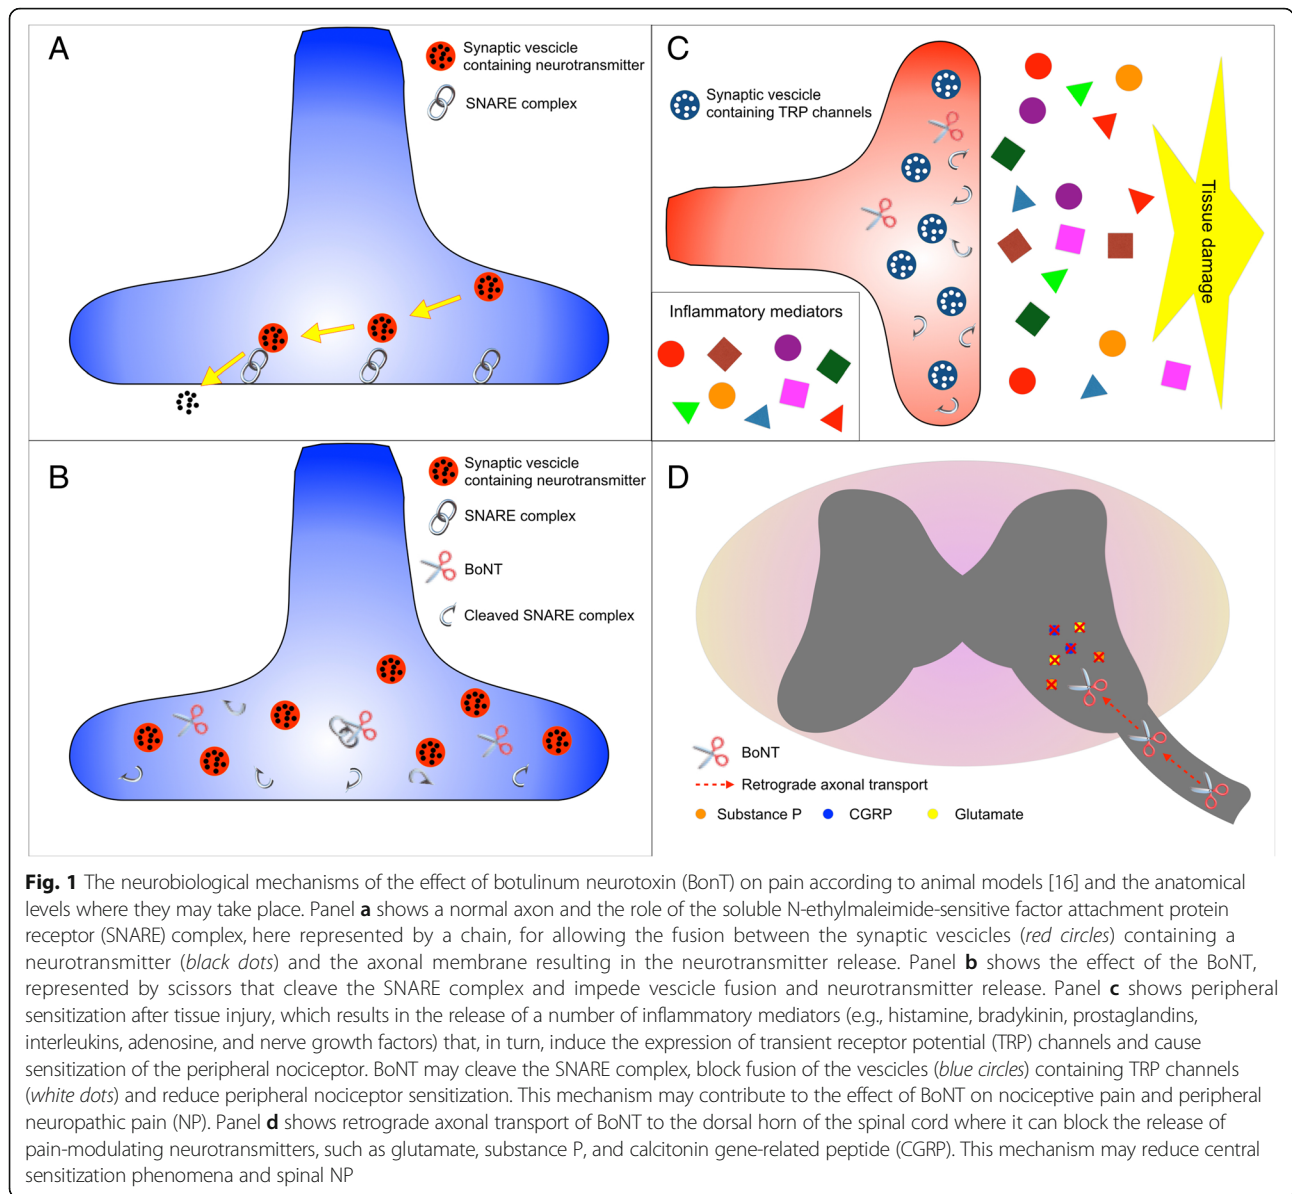 A
Synaptic vescicle
containing neurotransmitter
SNARE complex
B
Synaptic vescicle
containing neurotransmitter
SNARE complex
BoNT
Cleaved SNARE complex
C
Synaptic vescicle
containing TRP channels
Tissue damage
Inflammatory mediators
D
BoNT
Retrograde axonal transport
Substance P
CGRP
Glutamate
Fig. 1 The neurobiological mechanisms of the effect of botulinum neurotoxin (BonT) on pain according to animal models [16] and the anatomical
levels where they may take place. Panel a shows a normal axon and the role of the soluble N-ethylmaleimide-sensitive factor attachment protein
receptor (SNARE) complex, here represented by a chain, for allowing the fusion between the synaptic vesicles (red circles) containing a
neurotransmitter (black dots) and the axonal membrane resulting in the neurotransmitter release. Panel b shows the effect of the BoNT,
represented by scissors that cleave the SNARE complex and impede vesicle fusion and neurotransmitter release. Panel c shows peripheral
sensitization after tissue injury, which results in the release of a number of inflammatory mediators (e.g., histamine, bradykinin, prostaglandins,
interleukins, adenosine, and nerve growth factors) that, in turn, induce the expression of transient receptor potential (TRP) channels and cause
sensitization of the peripheral nociceptor. BoNT may cleave the SNARE complex, block fusion of the vesicles (blue circles) containing TRP channels
(white dots) and reduce peripheral nociceptor sensitization. This mechanism may contribute to the effect of BoNT on nociceptive pain and peripheral
neuropathic pain (NP). Panel d shows retrograde axonal transport of BoNT to the dorsal horn of the spinal cord where it can block the release of
pain-modulating neurotransmitters, such as glutamate, substance P, and calcitonin gene-related peptide (CGRP). This mechanism may reduce central
sensitization phenomena and spinal NP